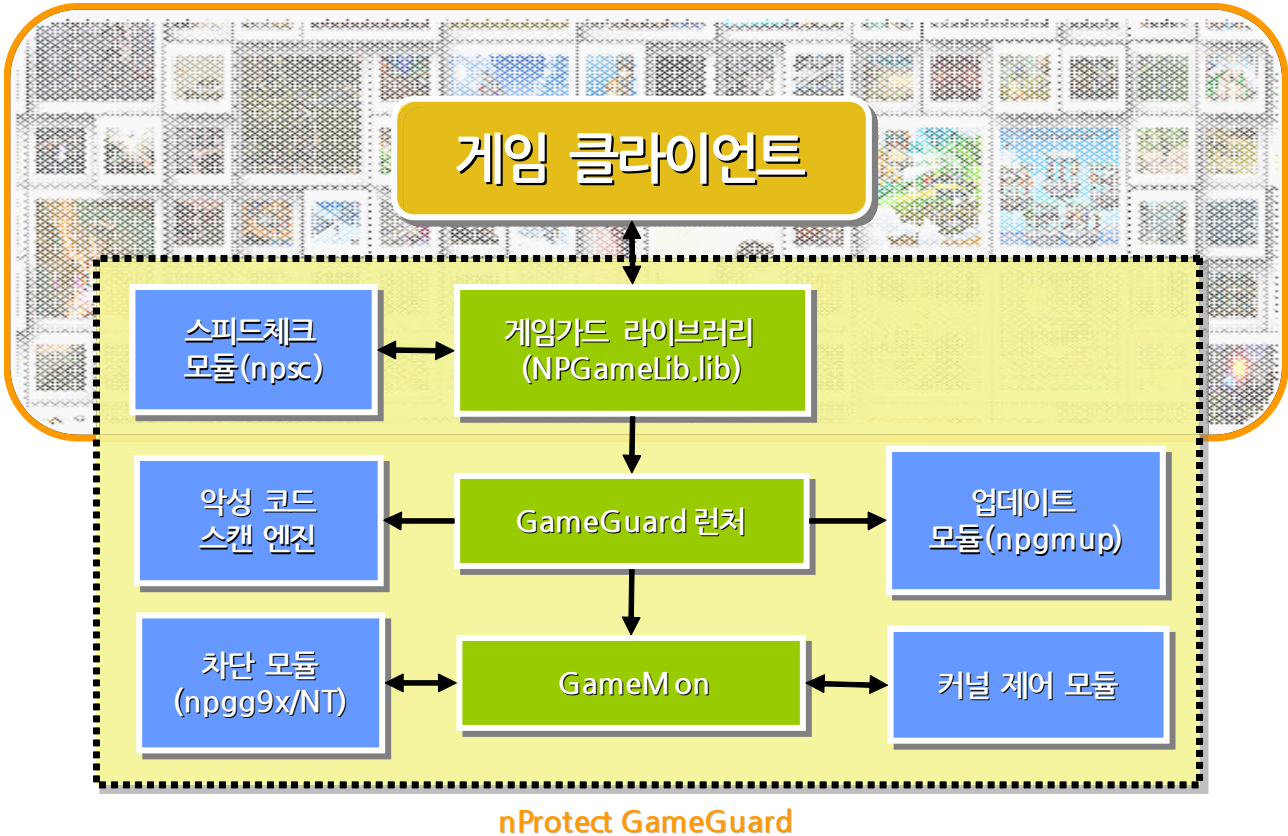 게임 클라이언트
스피드체크
모듈(npsc)
게임가드 라이브러리
(NPGameLib.lib)
악성 코드
스캔 엔진
GameGuard 런처
업데이트
모듈(npgmup)
차단 모듈
(npgg9x/NT)
GameMon
커널 제어 모듈
nProtect GameGuard